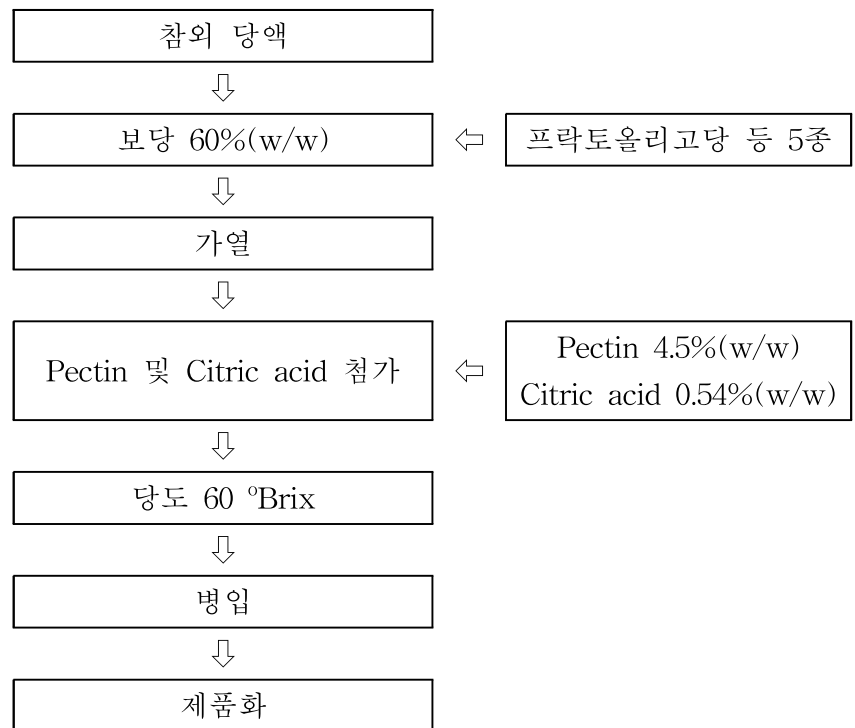 참외 당액
⇩
보당 60%(w/w) ⇦ 프락토올리고당 등 5종
⇩
가열
⇩
Pectin 및 Citric acid 첨가 ⇦ Pectin 4.5%(w/w)
Citric acid 0.54%(w/w)
⇩
당도 60 °Brix
⇩
병입
⇩
제품화